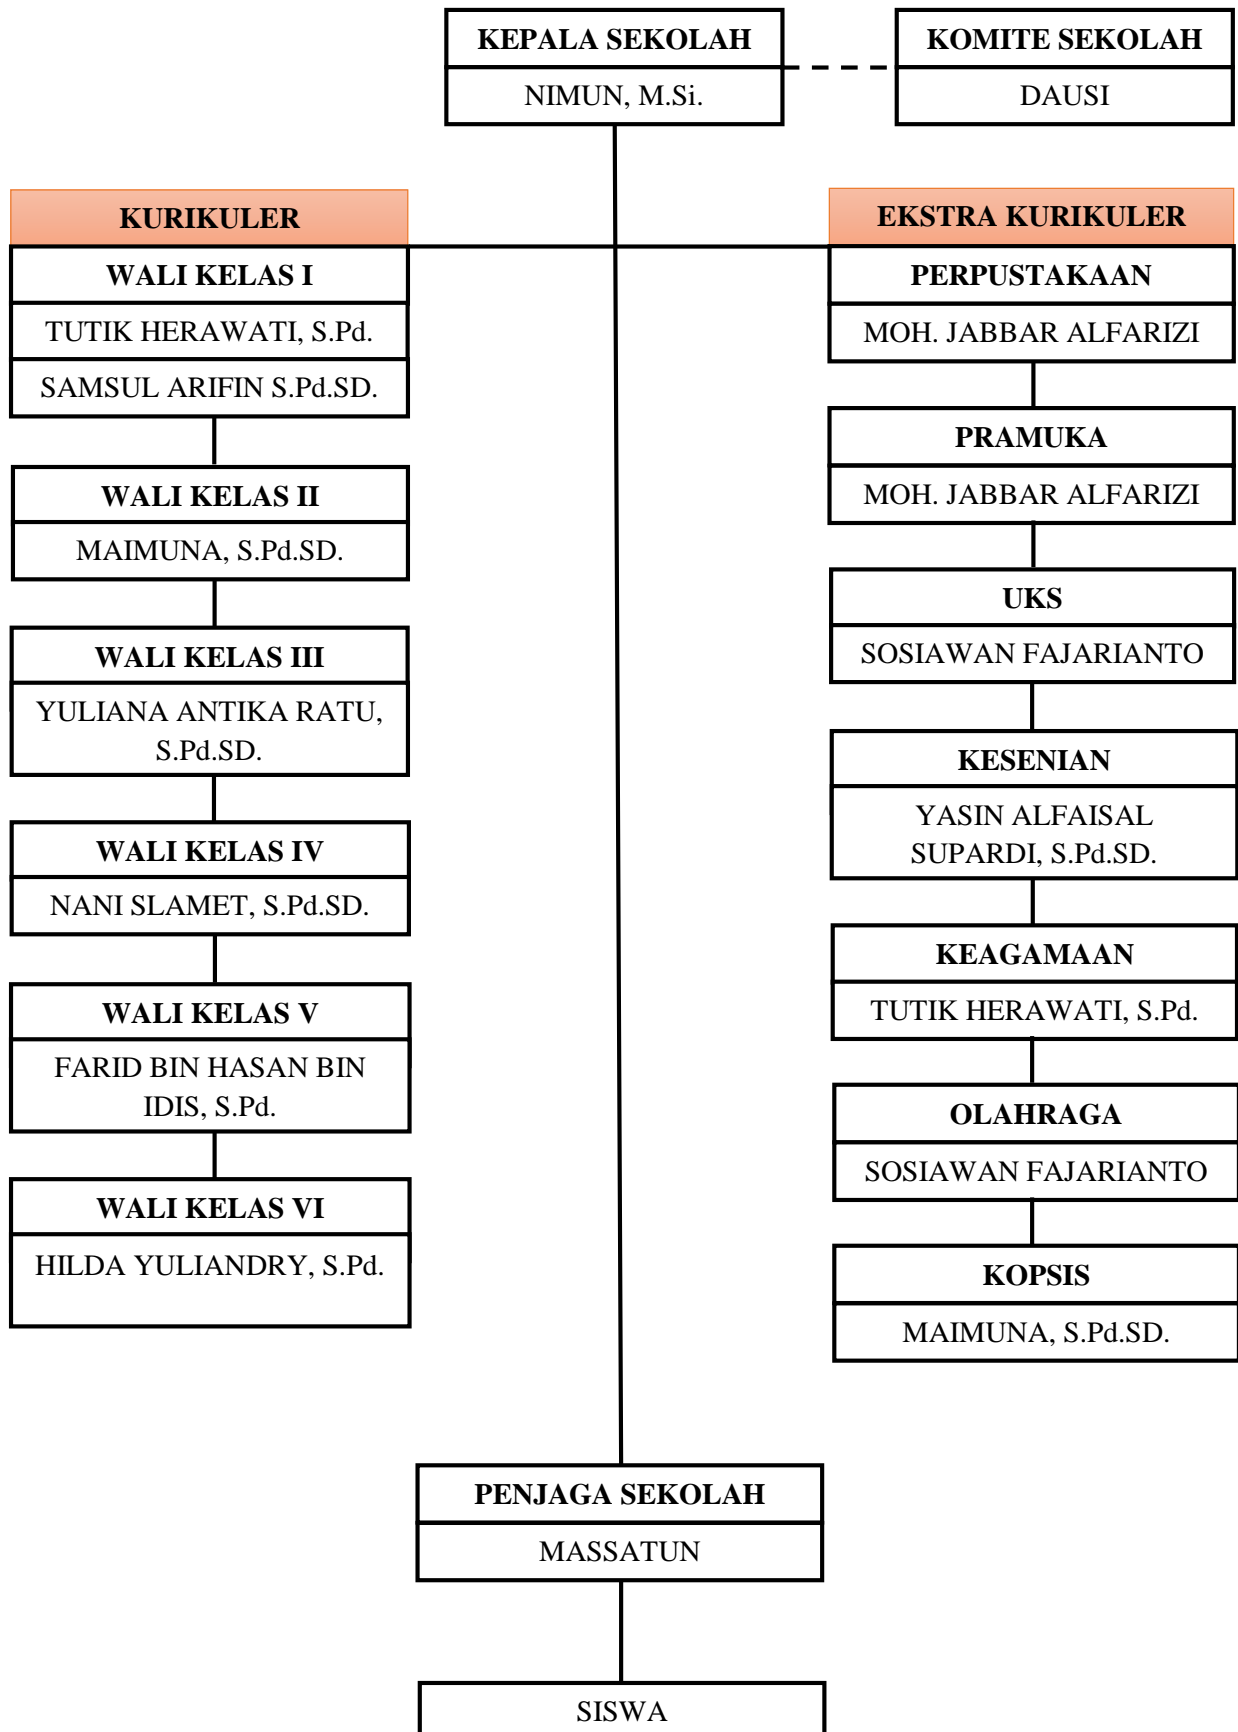 KEPALA SEKOLAH
NIMUN, M.Si.
KOMITE SEKOLAH
DAUSI
KURIKULER
WALI KELAS I
TUTIK HERAWATI, S.Pd.
SAMSUL ARIFIN S.Pd.SD.
WALI KELAS II
MAIMUNA, S.Pd.SD.
WALI KELAS III
YULIANA ANTIKA RATU,
S.Pd.SD.
WALI KELAS IV
NANI SLAMET, S.Pd.SD.
WALI KELAS V
FARID BIN HASAN BIN
IDIS, S.Pd.
WALI KELAS VI
HILDA YULIANDRY, S.Pd.
EKSTRA KURIKULER
PERPUSTAKAAN
MOH. JABBAR ALFARIZI
PRAMUKA
MOH. JABBAR ALFARIZI
UKS
SOSIAWAN FAJARIANTO
KESENIAN
YASIN ALFAISAL
SUPARDI, S.Pd.SD.
KEAGAMAAN
TUTIK HERAWATI, S.Pd.
OLAHRAGA
SOSIAWAN FAJARIANTO
KOPSIS
MAIMUNA, S.Pd.SD.
PENJAGA SEKOLAH
MASSATUN
SISWA